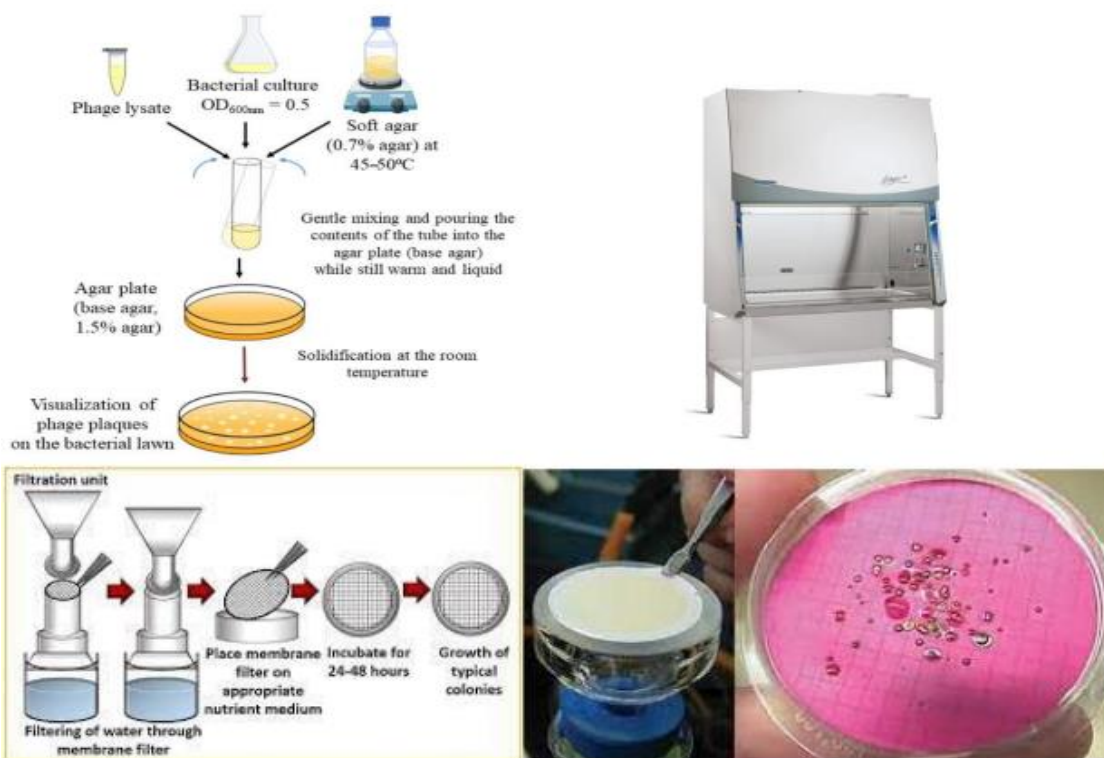 Phage lysate
Bacterial culture
OD600nm = 0.5
Soft agar
(0.7% agar) at
45–50°C
Gentle mixing and pouring the
contents of the tube into the
agar plate (base agar)
while still warm and liquid
Agar plate
(base agar,
1.5% agar)
Solidification at the room
temperature
Visualization of
phage plaques
on the bacterial lawn
Filtration unit
Filtering of water through
membrane filter
Place membrane
filter on
appropriate
nutrient medium
Incubate for
24-48 hours
Growth of
typical
colonies